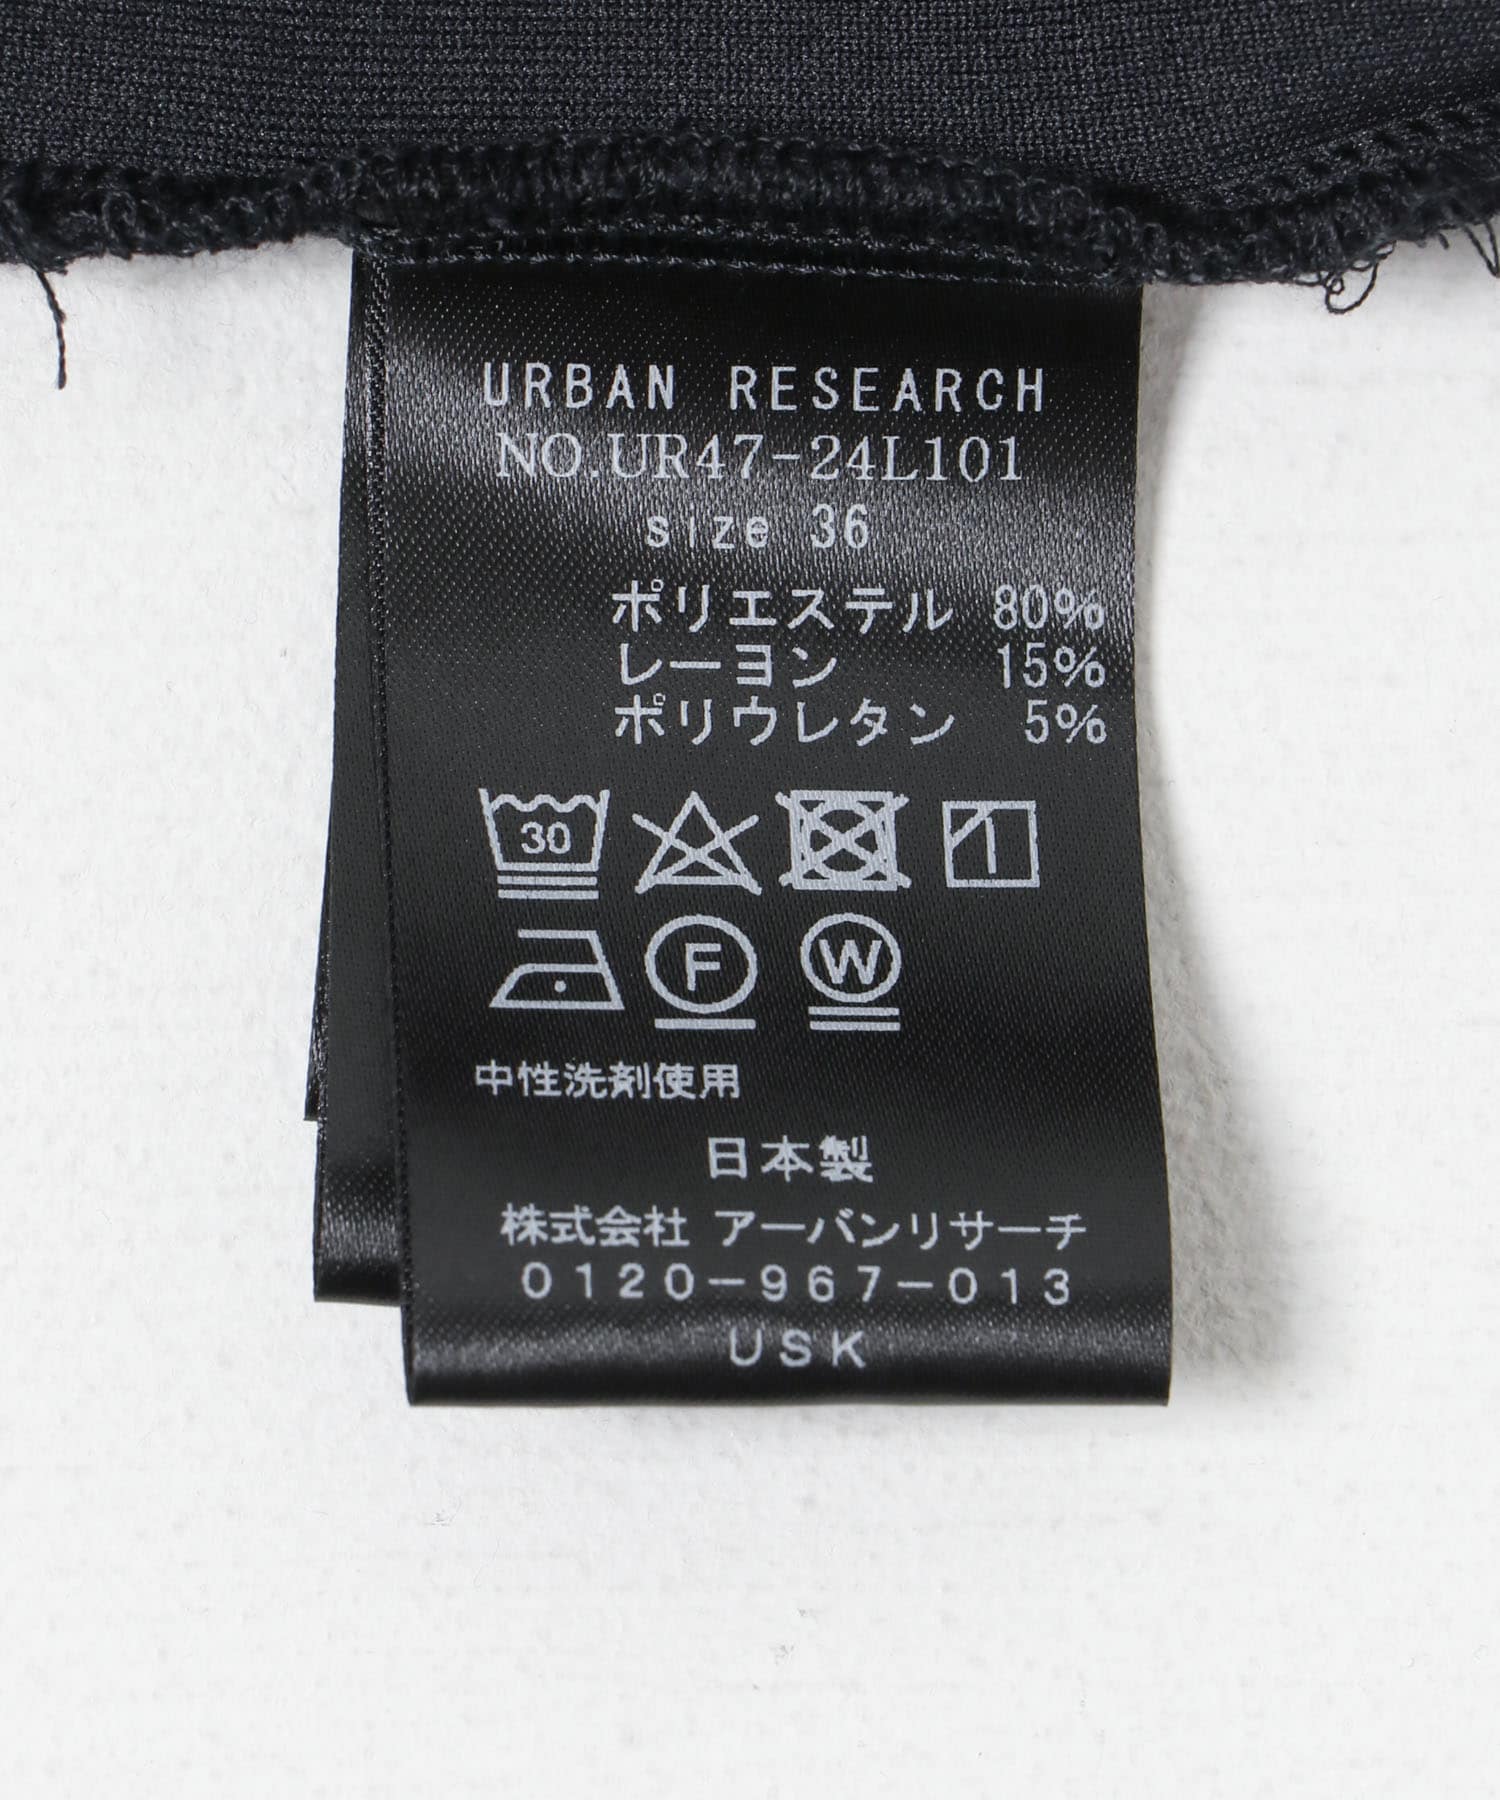 URBAN RESEARCH
NO.UR47-24L101
size 36
ポリエステル 80%
レーヨン 15%
ポリウレタン 5%
30
F W
中性洗剤使用
日本製
株式会社 アーバンリサーチ
0120-967-013
USK